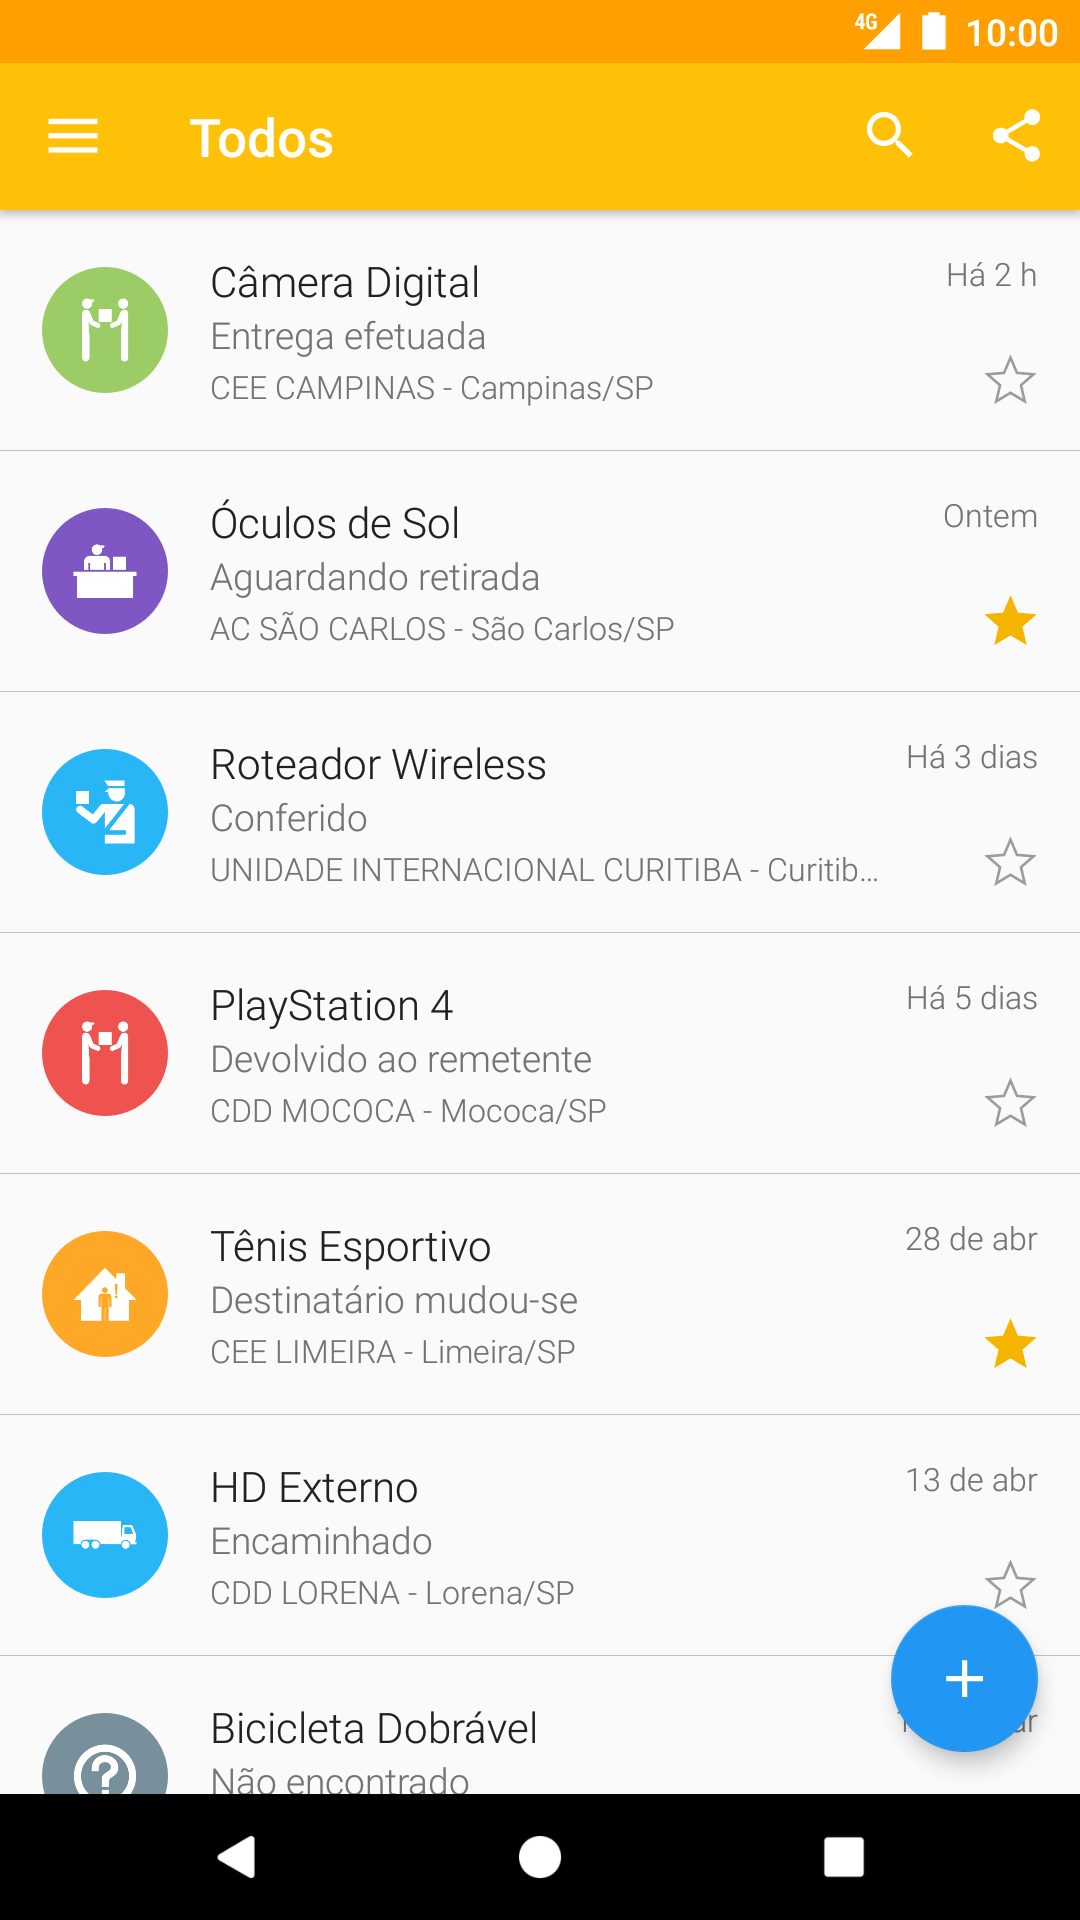 4G 10:00
Todos
Câmera Digital
Há 2 h
Entrega efetuada
CEE CAMPINAS - Campinas/SP
Óculos de Sol
Ontem
Aguardando retirada
AC SÃO CARLOS - São Carlos/SP
Roteador Wireless
Há 3 dias
Conferido
UNIDADE INTERNACIONAL CURITIBA - Curitib...
PlayStation 4
Há 5 dias
Devolvido ao remetente
CDD MOCOCA - Mococa/SP
Tênis Esportivo
28 de abr
Destinatário mudou-se
CEE LIMEIRA - Limeira/SP
HD Externo
13 de abr
Encaminhado
CDD LORENA - Lorena/SP
Bicicleta Dobrável
Não encontrado